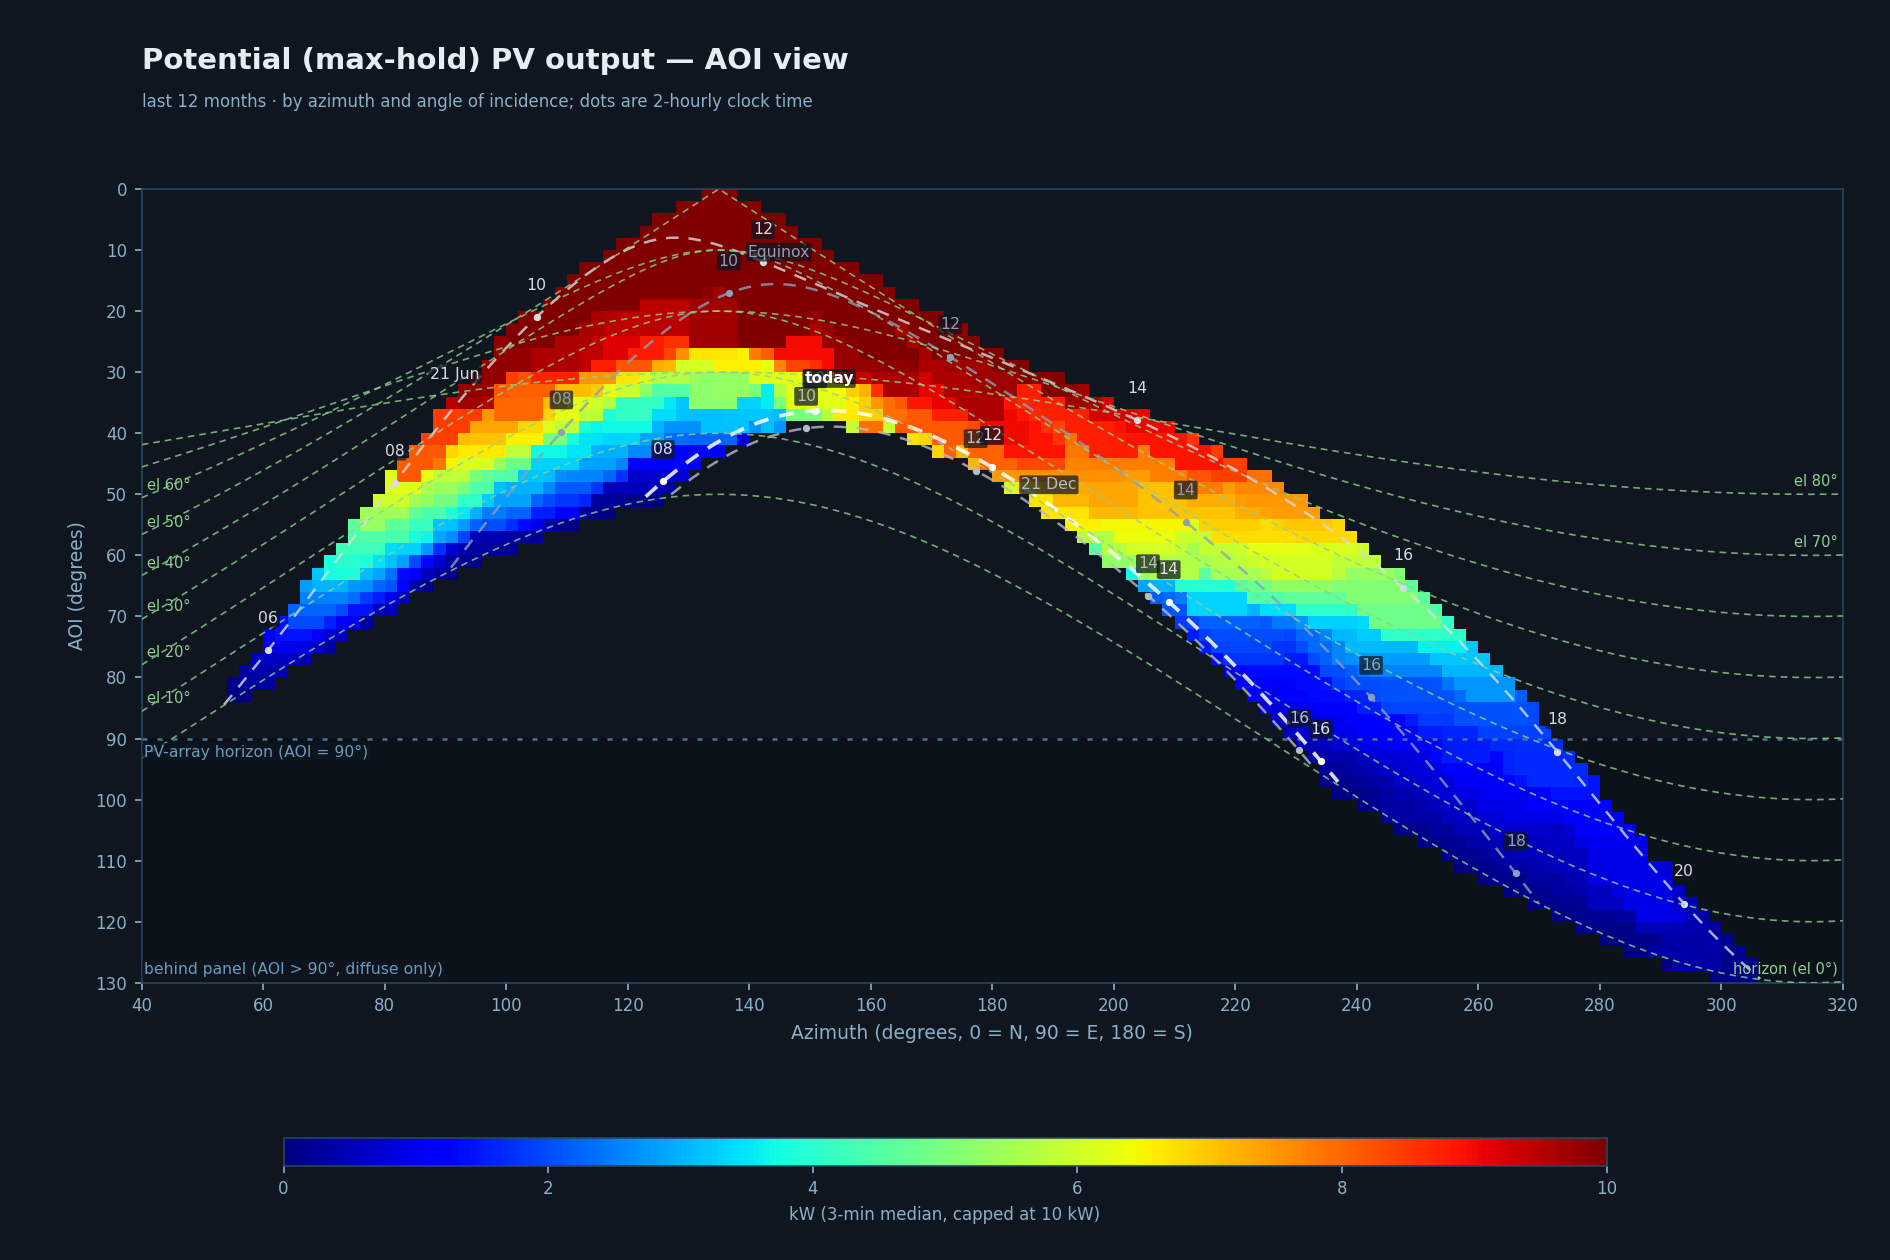 Potential (max-hold) PV output — AOI view
last 12 months · by azimuth and angle of incidence; dots are 2-hourly clock time
0
10
20
30
40
50
60
70
80
90
100
110
120
130
AOI (degrees)
12
Equinox
10
10
12
21 Jun
today
14
08
10
08
08
12
12
el 60°
21 Dec
14
el 80°
el 50°
el 70°
el 40°
14
14
16
el 30°
06
el 20°
16
el 10°
16
16
18
PV-array horizon (AOI = 90°)
18
20
behind panel (AOI > 90°, diffuse only)
horizon (el 0°)
40
60
80
100
120
140
160
180
200
220
240
260
280
300
320
Azimuth (degrees, 0 = N, 90 = E, 180 = S)
0
2
4
6
8
10
kW (3-min median, capped at 10 kW)